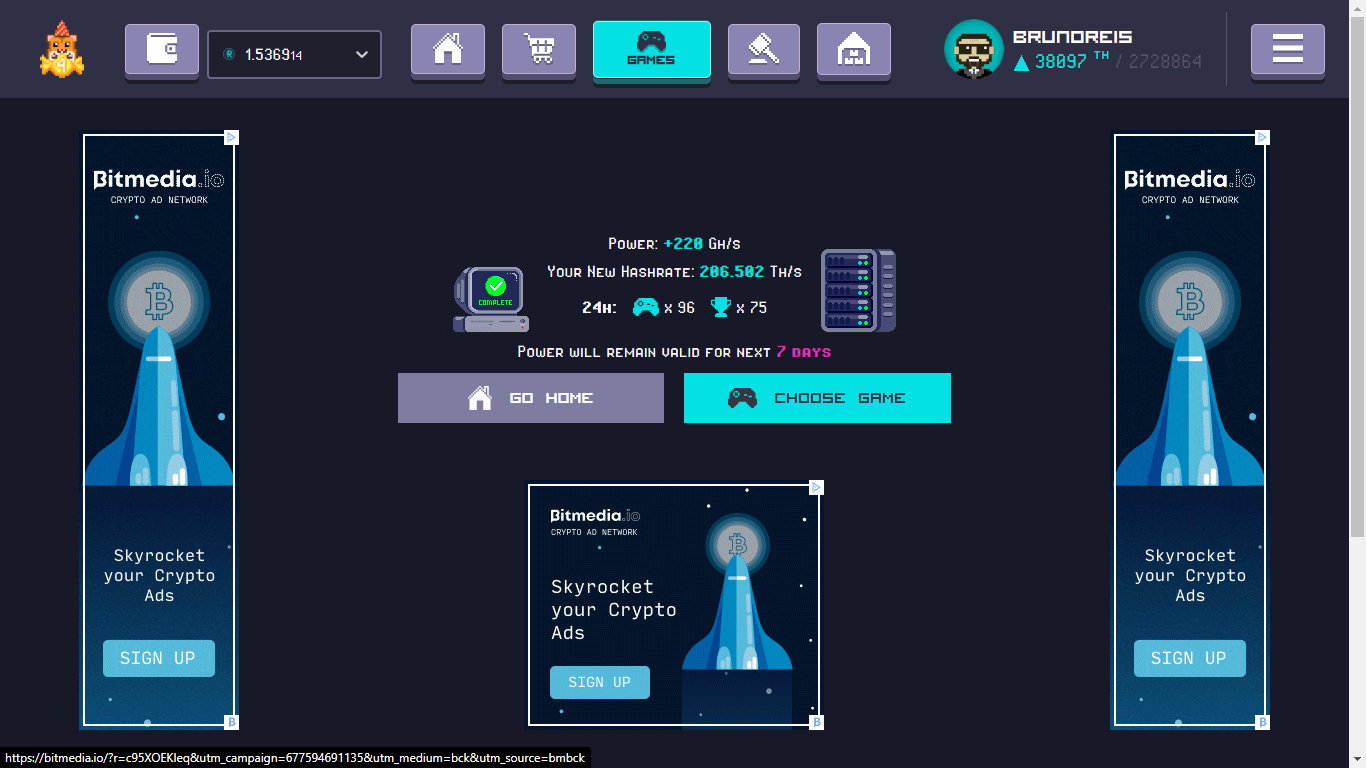 4
® 1.536914
GAMES
BRUNOREIS
38097 TH / 2728864
Bitmedia.io
CRYPTO AD NETWORK
Skyrocket
your Crypto
Ads
SIGN UP
B
Power: +220 Gh/s
Your New Hashrate: 206.502 Th/s
COMPLETE
24h: x 96 x 75
Power will remain valid for next 7 days
GO HOME
CHOOSE GAME
Bitmedia.io
CRYPTO AD NETWORK
Skyrocket
your Crypto
Ads
SIGN UP
B
Bitmedia.io
CRYPTO AD NETWORK
Skyrocket
your Crypto
Ads
SIGN UP
B
https://bitmedia.io/?r=c95XOEKleq&utm_campaign=677594691135&utm_medium=bck&utm_source=bmbck